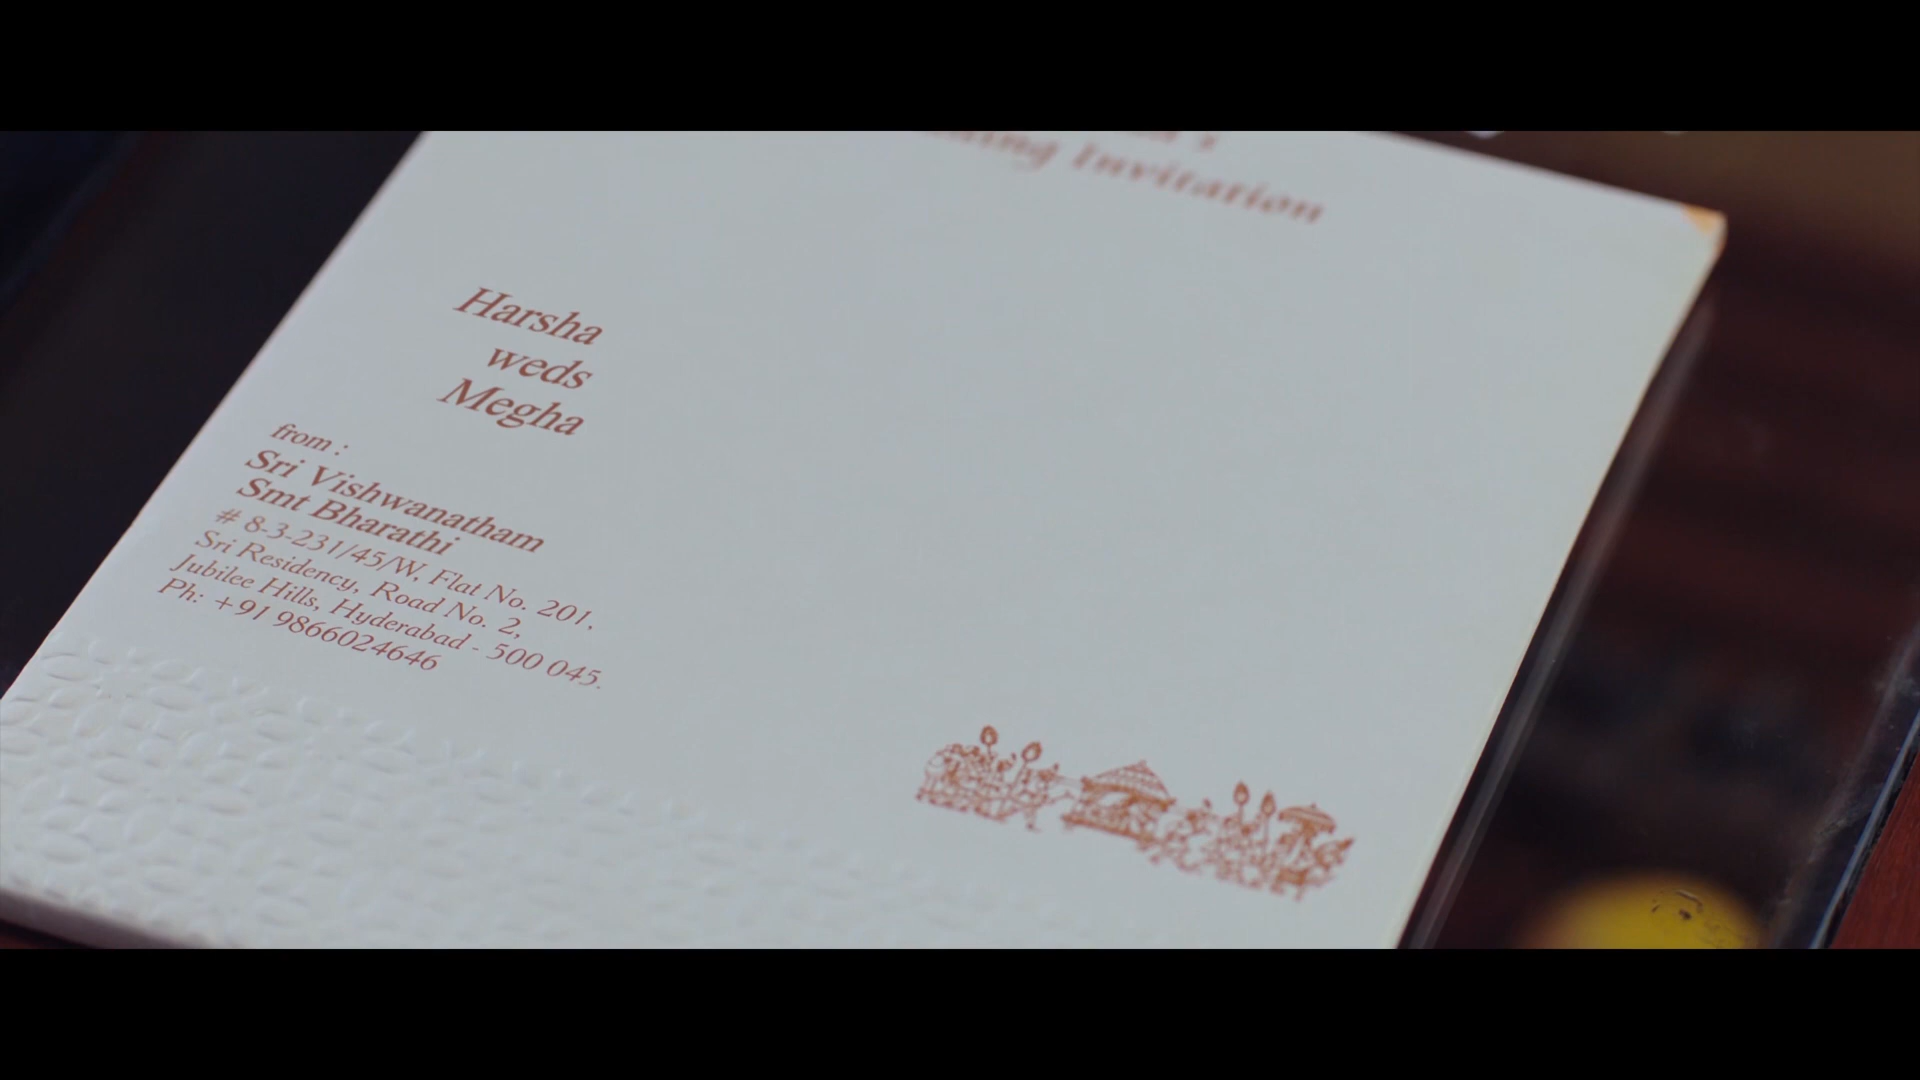 Invitation
Harsha
weds
Megha
from :
Sri Vishwanatham
Smt Bharathi
# 8-3-231/45/W, Flat No. 201,
Sri Residency, Road No. 2,
Jubilee Hills, Hyderabad - 500 045.
Ph: +91 9866024646